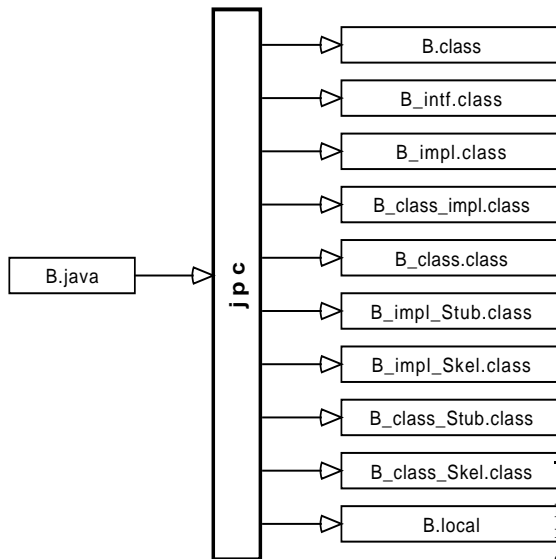 B.class
B_intf.class
B_impl.class
B_class_impl.class
B_class.class
B.java
jpc
B_impl_Stub.class
B_impl_Skel.class
B_class_Stub.class
B_class_Skel.class
B.local